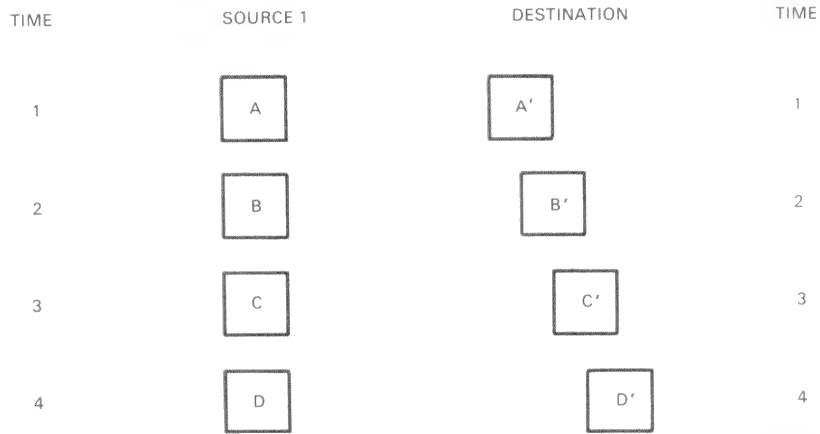 TIME SOURCE 1 DESTINATION TIME
1 A A′ 1
2 B B′ 2
3 C C′ 3
4 D D′ 4